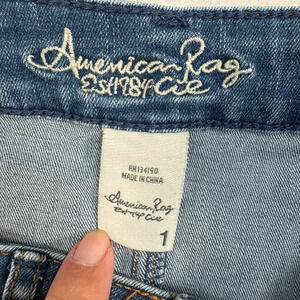 American Rag
Est 1984 Cie
RN134190
MADE IN CHINA
American Rag
Est 1984 Cie
1